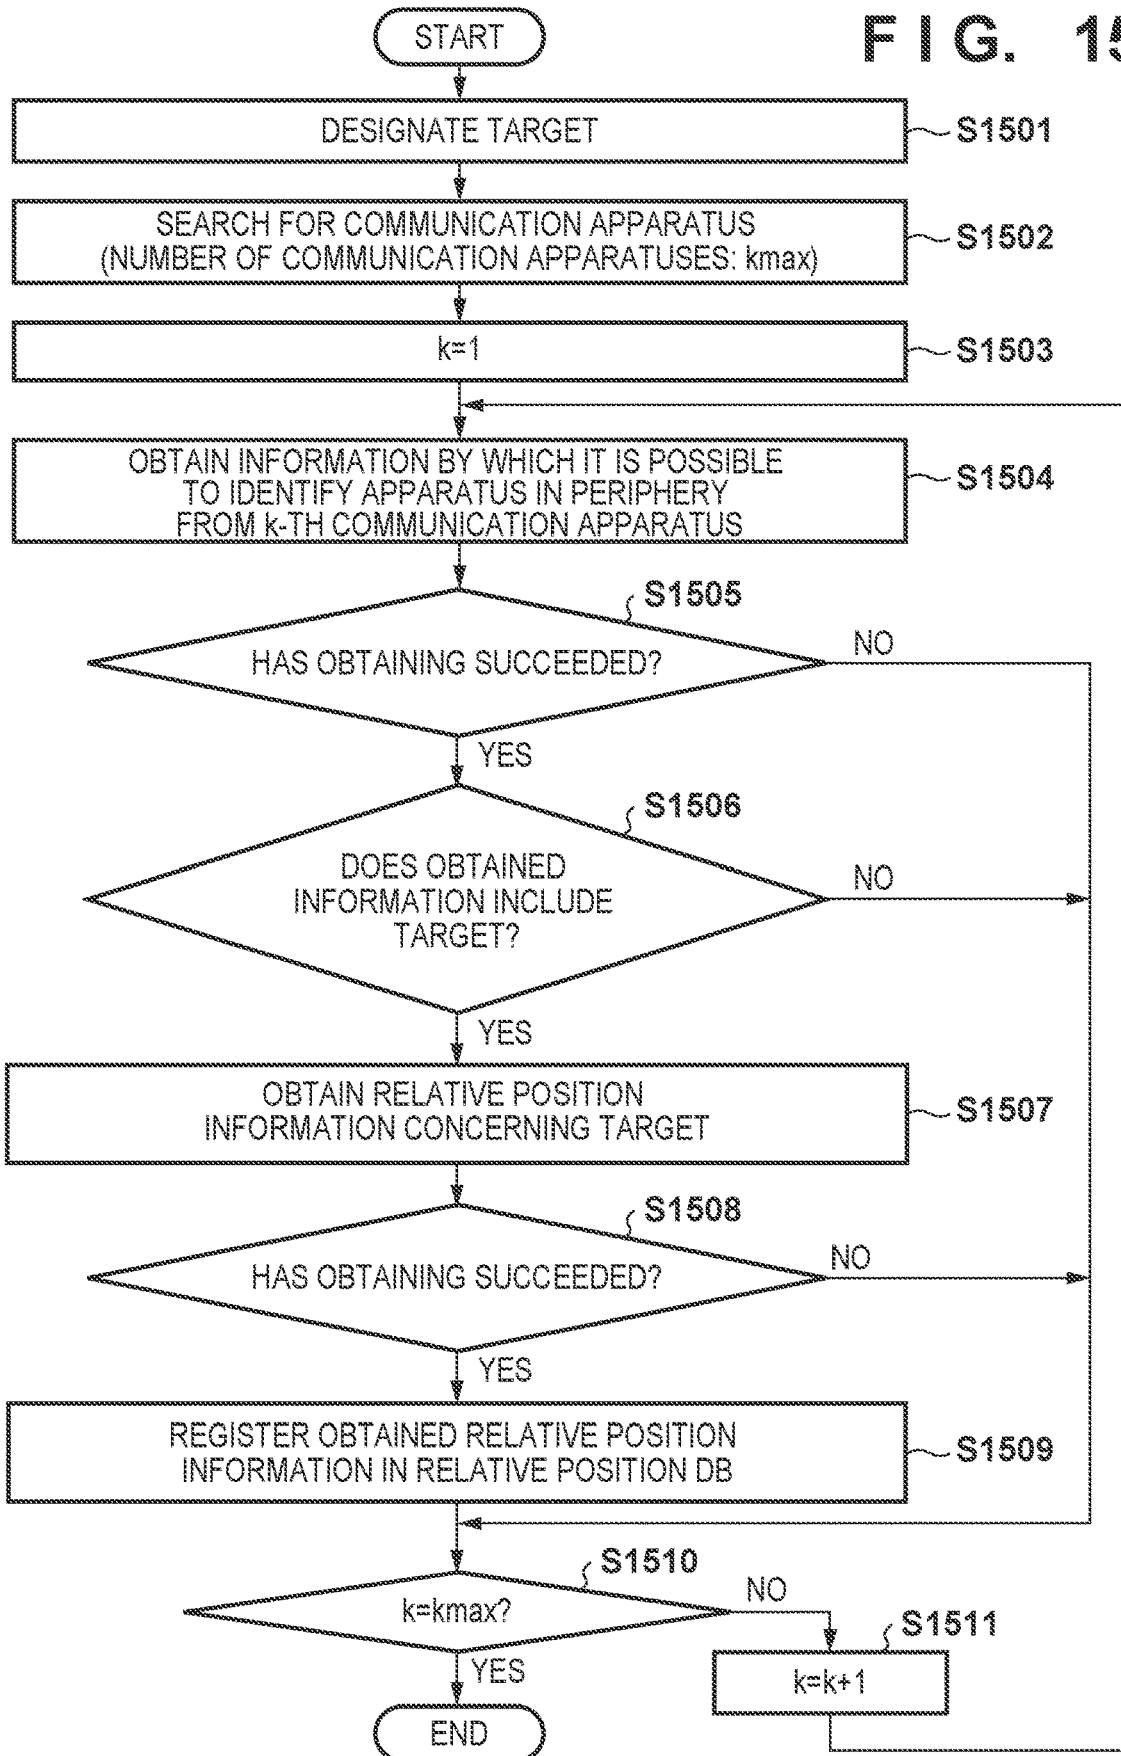 START
FIG. 15
DESIGNATE TARGET
S1501
SEARCH FOR COMMUNICATION APPARATUS
(NUMBER OF COMMUNICATION APPARATUSES: kmax)
S1502
k=1
S1503
OBTAIN INFORMATION BY WHICH IT IS POSSIBLE
TO IDENTIFY APPARATUS IN PERIPHERY
FROM k-TH COMMUNICATION APPARATUS
S1504
S1505
HAS OBTAINING SUCCEEDED?
NO
YES
S1506
DOES OBTAINED
INFORMATION INCLUDE
TARGET?
NO
YES
OBTAIN RELATIVE POSITION
INFORMATION CONCERNING TARGET
S1507
S1508
HAS OBTAINING SUCCEEDED?
NO
YES
REGISTER OBTAINED RELATIVE POSITION
INFORMATION IN RELATIVE POSITION DB
S1509
S1510
k=kmax?
NO
YES
S1511
k=k+1
END